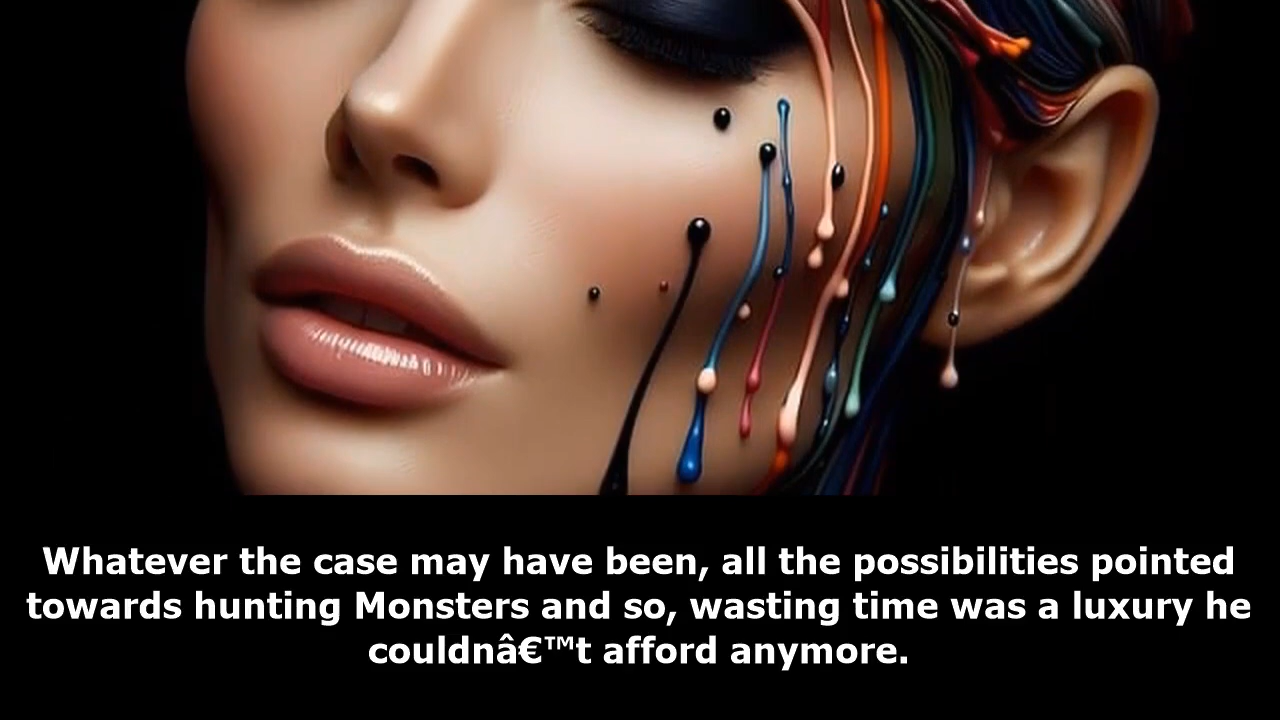 Whatever the case may have been, all the possibilities pointed
towards hunting Monsters and so, wasting time was a luxury he
couldnâ€™t afford anymore.